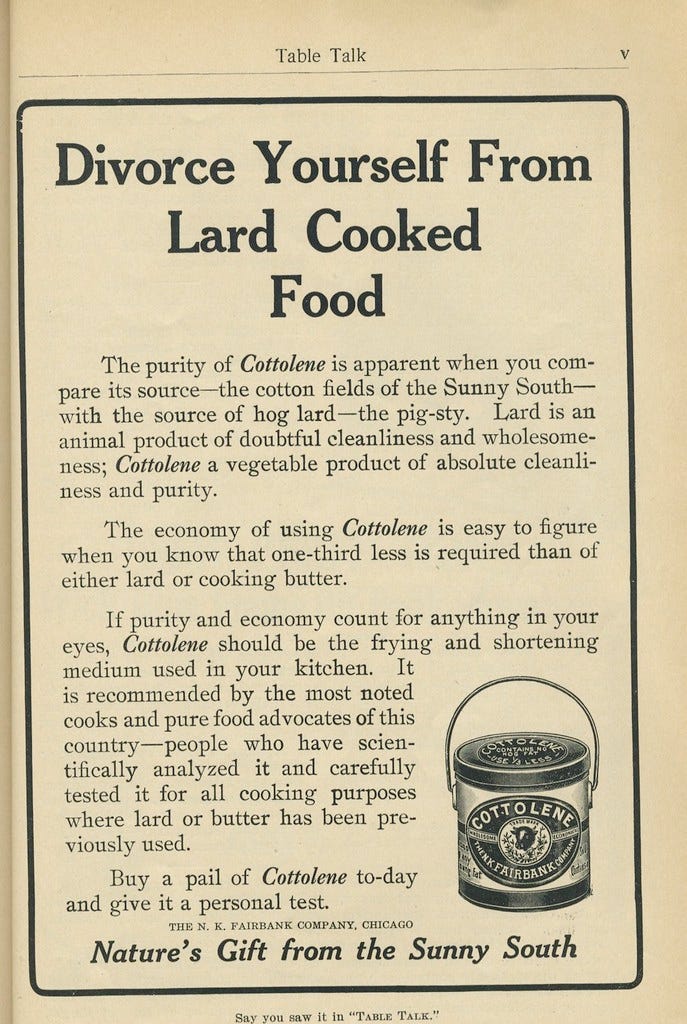 Table Talk v
Divorce Yourself From
Lard Cooked
Food
The purity of Cottolene is apparent when you com-
pare its source—the cotton fields of the Sunny South—
with the source of hog lard—the pig-sty. Lard is an
animal product of doubtful cleanliness and wholesome-
ness; Cottolene a vegetable product of absolute cleanli-
ness and purity.
The economy of using Cottolene is easy to figure
when you know that one-third less is required than of
either lard or cooking butter.
If purity and economy count for anything in your
eyes, Cottolene should be the frying and shortening
medium used in your kitchen. It
is recommended by the most noted
cooks and pure food advocates of this
country—people who have scien-
tifically analyzed it and carefully
tested it for all cooking purposes
where lard or butter has been pre-
viously used.
Buy a pail of Cottolene to-day
and give it a personal test.
COTTOLENE
CONTAINS NO
HOG FAT
USE 1/3 LESS
COTTOLENE
TRADE MARK
WHOLESOME ECONOMICAL
THE N.K. FAIRBANK COMPANY
THE N. K. FAIRBANK COMPANY, CHICAGO
Nature's Gift from the Sunny South
Say you saw it in "TABLE TALK."